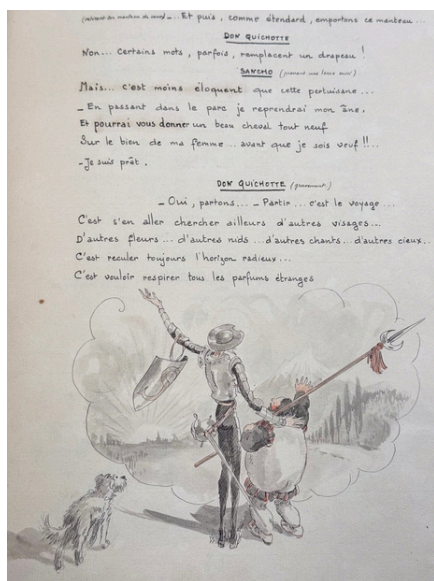 ... Et puis, comme étendard, emportons ce manteau...
DON QUICHOTTE
Non... Certains mots, parfois, remplacent un drapeau !
SANCHO (prenant une lance aussi)
Mais... c'est moins éloquent que cette pertuisane...
_ En passant dans le parc je reprendrai mon âne.
Et pourrai vous donner un beau cheval tout neuf
Sur le bien de ma femme... avant que je sois veuf !!..
_ Je suis prêt.
DON QUICHOTTE (gravement)
_ Oui, partons... _ Partir... c'est le voyage...
C'est s'en aller chercher ailleurs d'autres visages...
D'autres fleurs... d'autres nids... d'autres chants... d'autres cieux..
C'est reculer toujours l'horizon radieux...
C'est vouloir respirer tous les parfums étranges